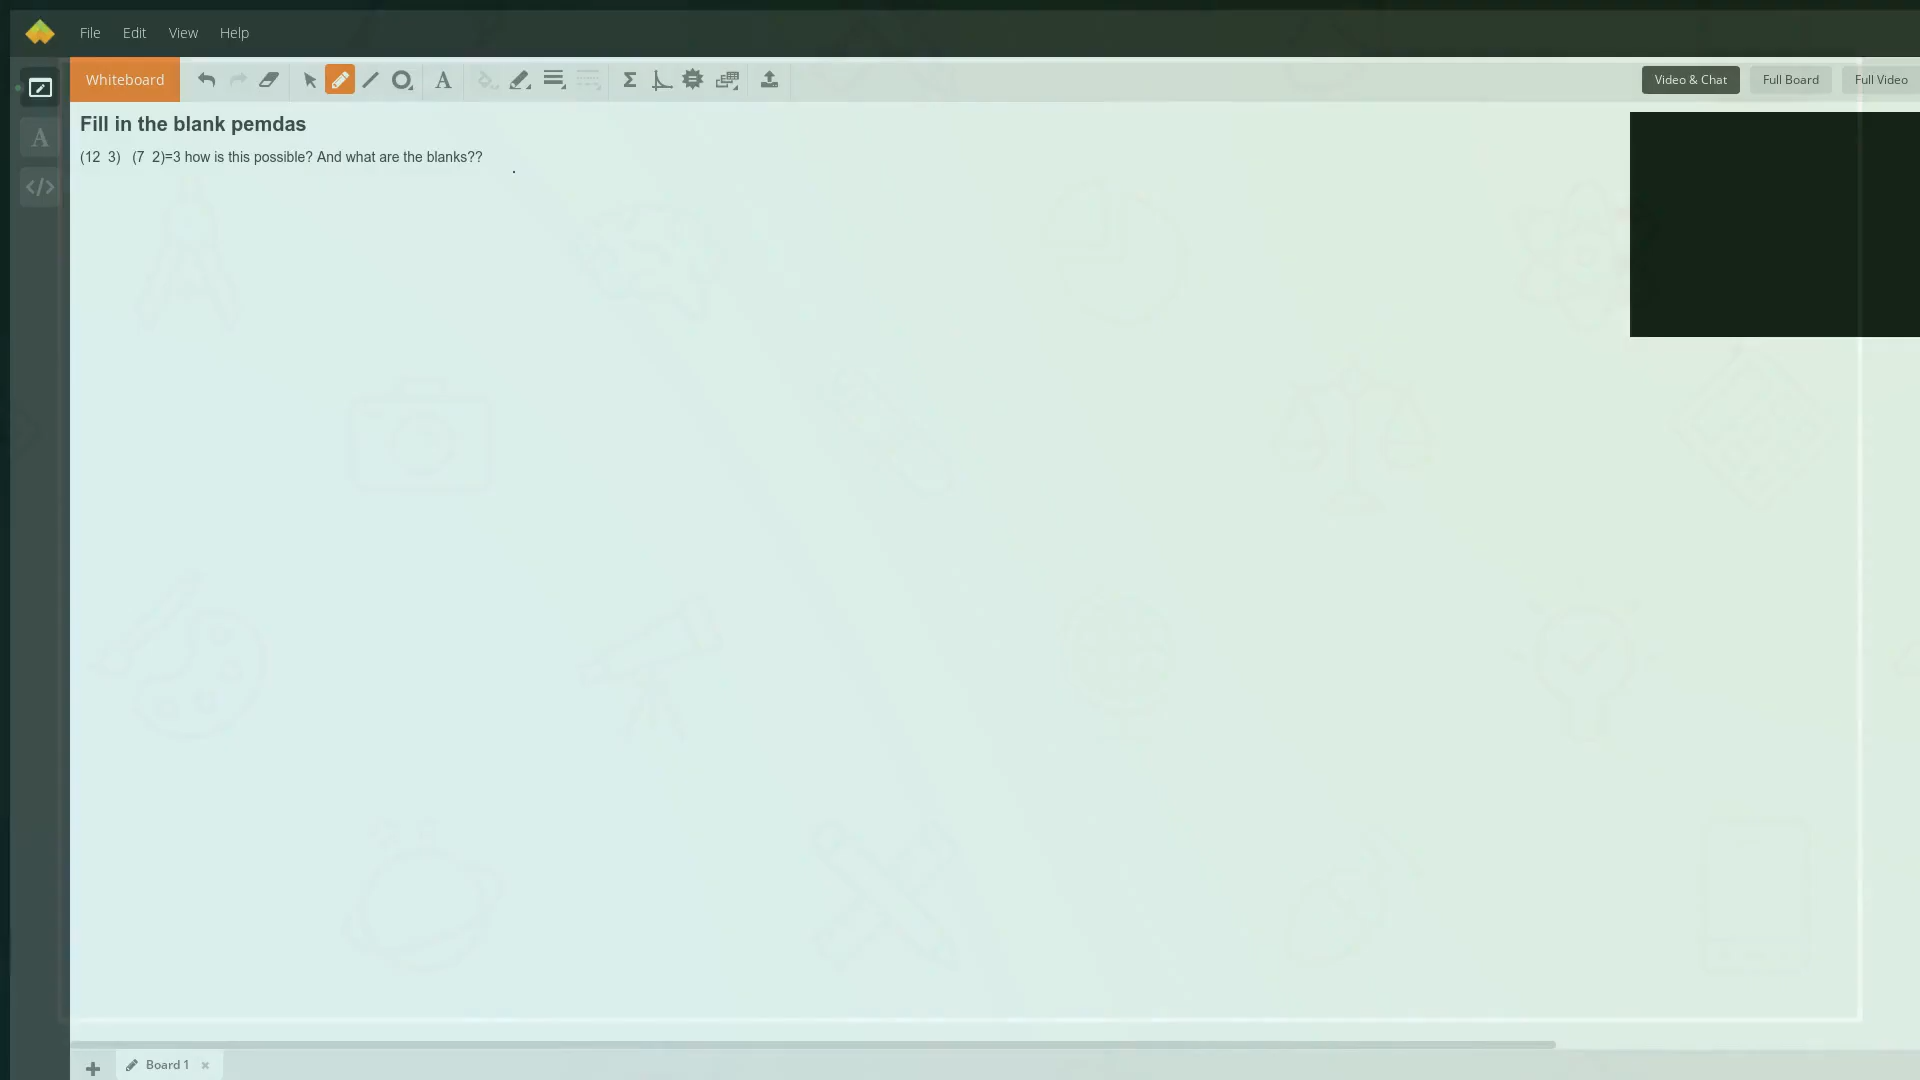 File Edit View Help
Whiteboard A Σ Video & Chat Full Board Full Video
A
</>
Fill in the blank pemdas
(12  3)   (7  2)=3 how is this possible? And what are the blanks??
+ Board 1 ×